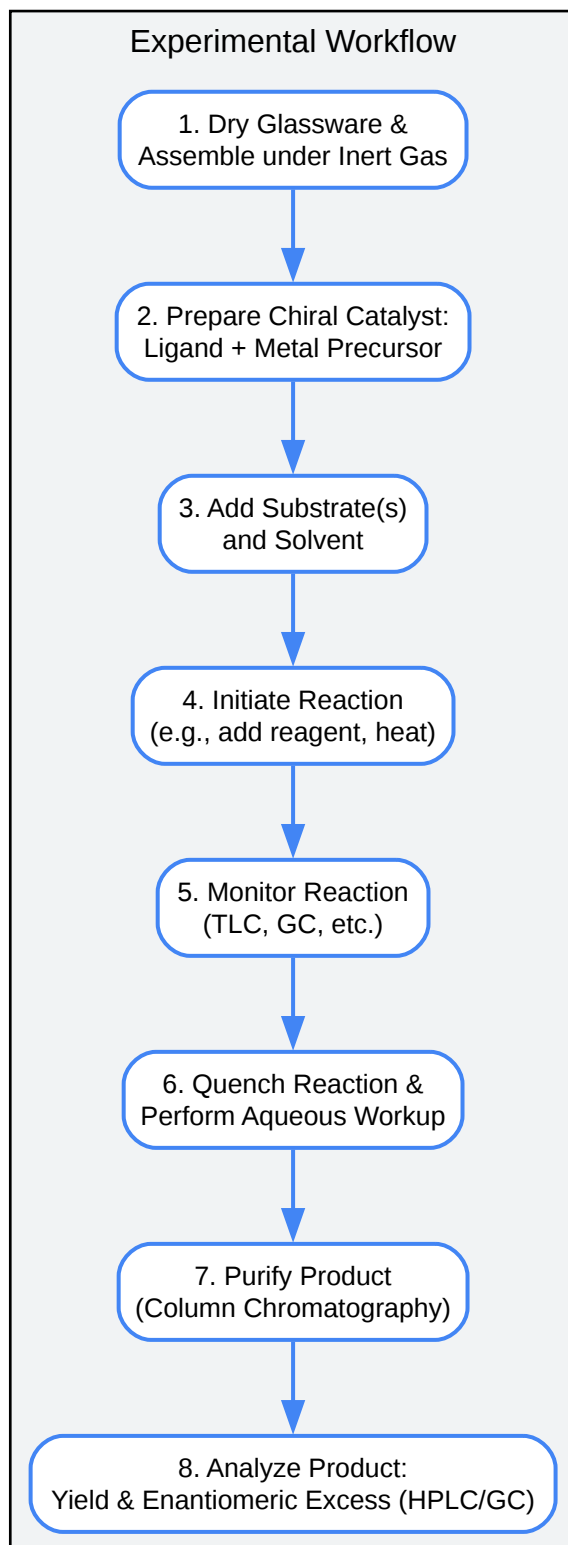 Experimental Workflow
1. Dry Glassware &
Assemble under Inert Gas
2. Prepare Chiral Catalyst:
Ligand + Metal Precursor
3. Add Substrate(s)
and Solvent
4. Initiate Reaction
(e.g., add reagent, heat)
5. Monitor Reaction
(TLC, GC, etc.)
6. Quench Reaction &
Perform Aqueous Workup
7. Purify Product
(Column Chromatography)
8. Analyze Product:
Yield & Enantiomeric Excess (HPLC/GC)